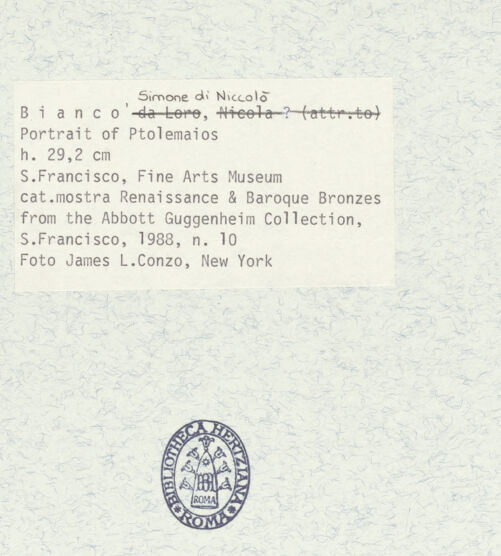 Simone di Niccolò
Bianco' da Loro, Nicola ? (attr.to)
Portrait of Ptolemaios
h. 29,2 cm
S.Francisco, Fine Arts Museum
cat.mostra Renaissance & Baroque Bronzes
from the Abbott Guggenheim Collection,
S.Francisco, 1988, n. 10
Foto James L.Conzo, New York
BIBLIOTHECA HERTZIANA
ROMA
ROMA